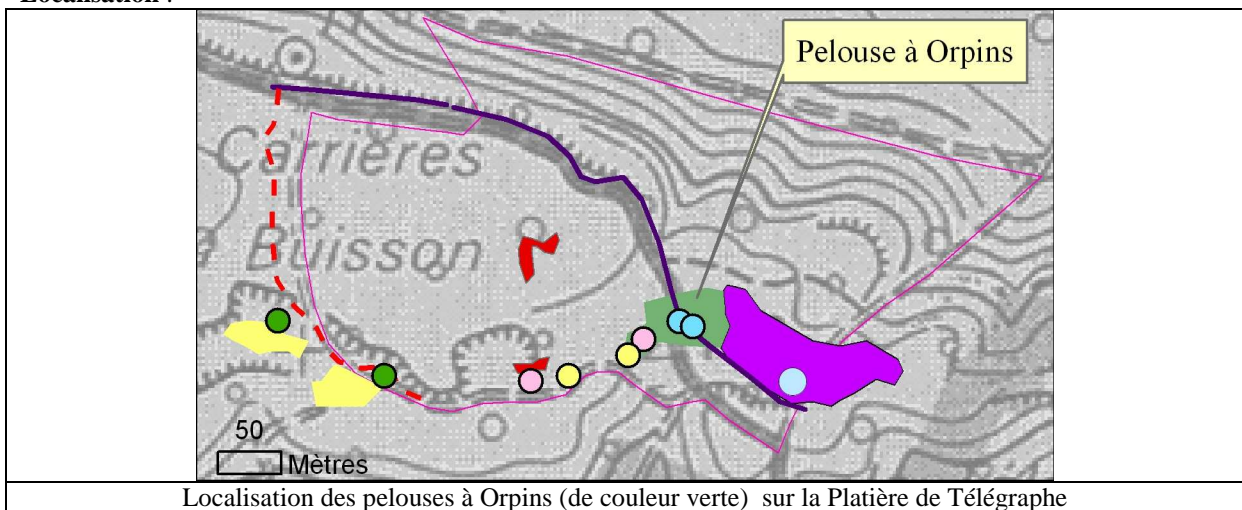 Localisation :
Pelouse à Orpins
Carrières
Buisson
50
Mètres
Localisation des pelouses à Orpins (de couleur verte) sur la Platière de Télégraphe